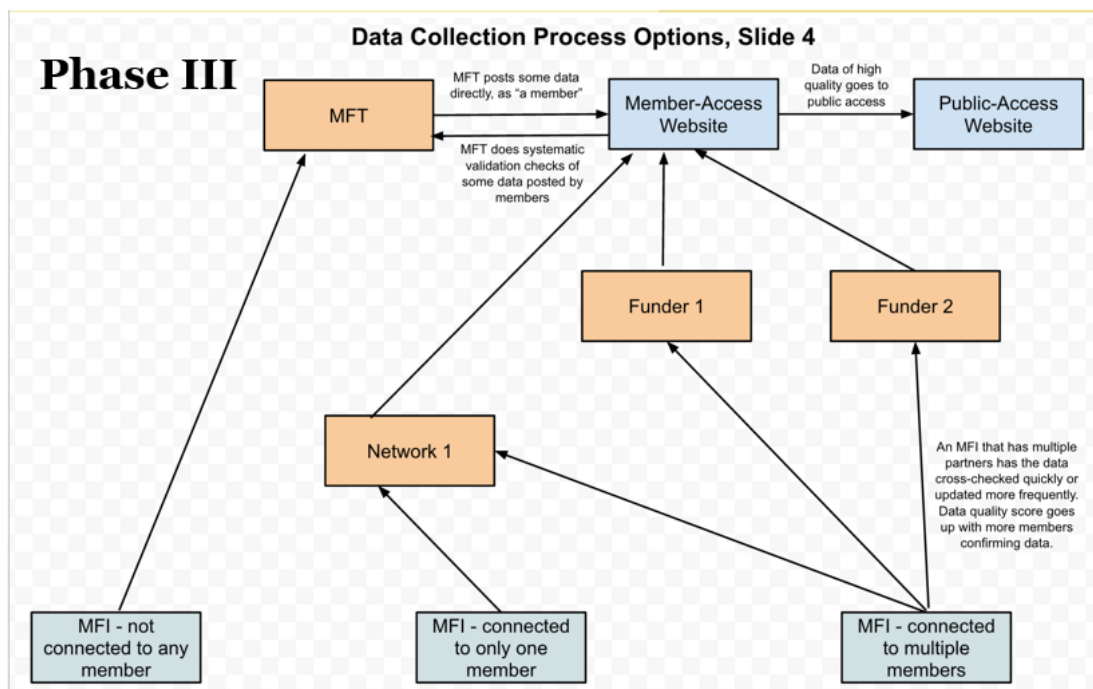 Data Collection Process Options, Slide 4
Phase III
MFT
MFT posts some data
directly, as “a member”
MFT does systematic
validation checks of
some data posted by
members
Member-Access
Website
Data of high
quality goes to
public access
Public-Access
Website
Funder 1
Funder 2
Network 1
An MFI that has multiple
partners has the data
cross-checked quickly or
updated more frequently.
Data quality score goes
up with more members
confirming data.
MFI - not
connected to any
member
MFI - connected
to only one
member
MFI - connected
to multiple
members